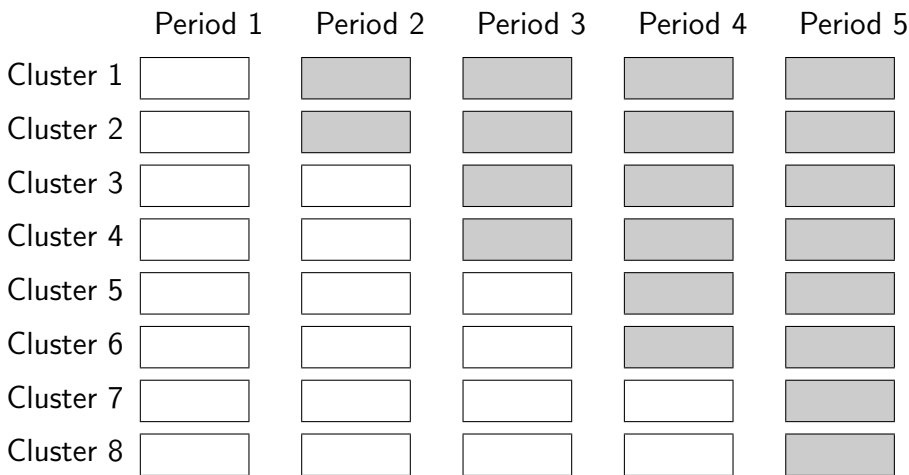 Period 1 Period 2 Period 3 Period 4 Period 5
Cluster 1
Cluster 2
Cluster 3
Cluster 4
Cluster 5
Cluster 6
Cluster 7
Cluster 8